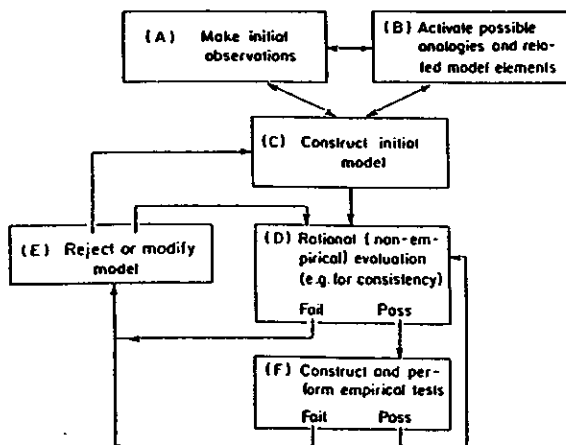 (A) Make initial
observations
(B) Activate possible
analogies and rela-
ted model elements
(C) Construct initial
model
(E) Reject or modify
model
(D) Rational (non-em-
pirical) evaluation
(e.g. for consistency)
Fail Pass
(F) Construct and per-
form empirical tests
Fail Pass